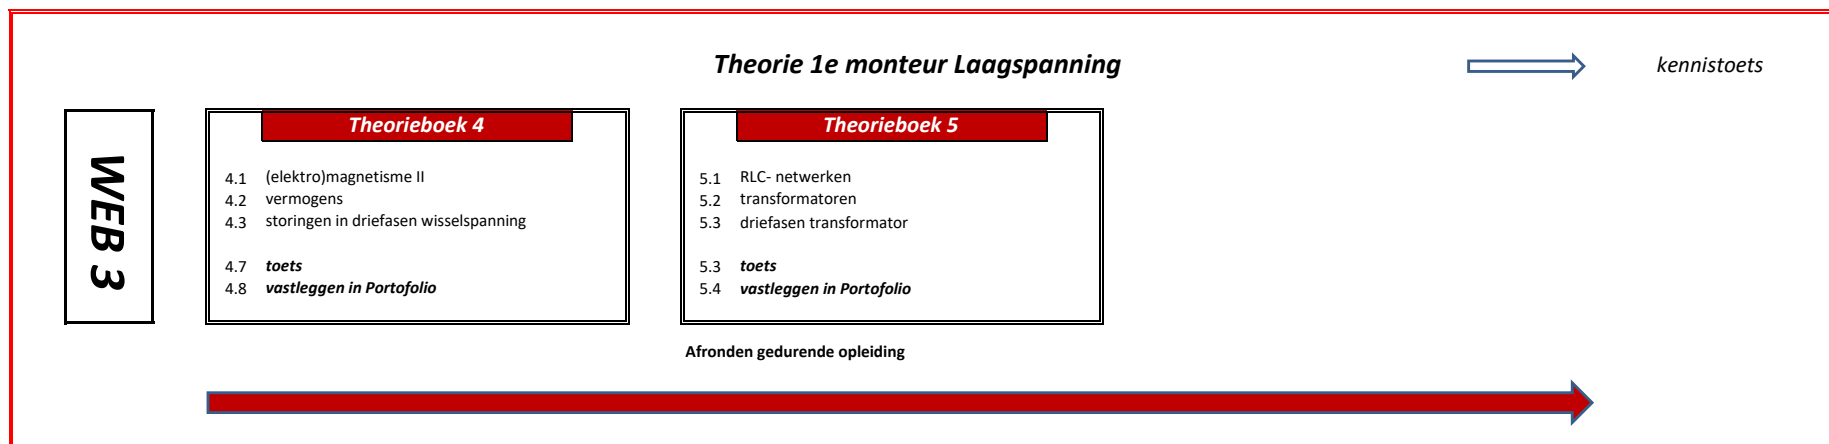 Theorie 1e monteur Laagspanning
kennistoets
WEB 3
Theorieboek 4
4.1 (elektro)magnetisme II
4.2 vermogens
4.3 storingen in driefasen wisselspanning
4.7 toets
4.8 vastleggen in Portofolio
Theorieboek 5
5.1 RLC- netwerken
5.2 transformatoren
5.3 driefasen transformator
5.3 toets
5.4 vastleggen in Portofolio
Afronden gedurende opleiding